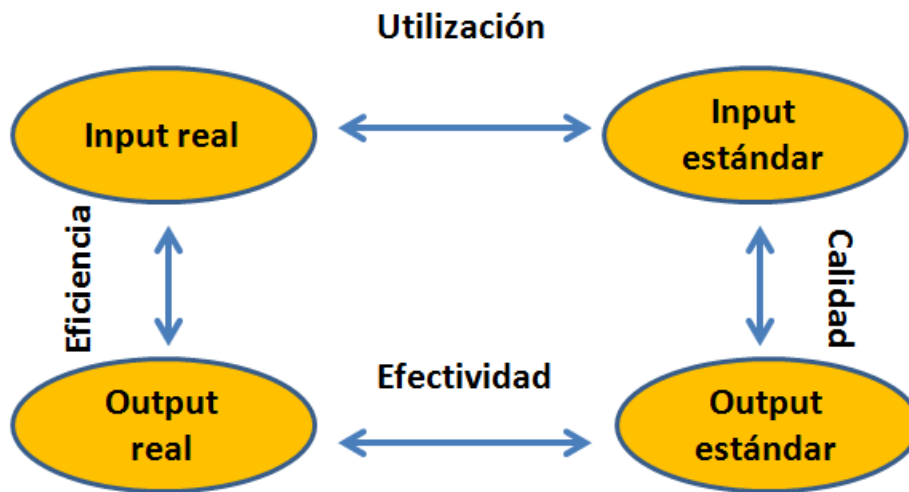 Utilización
Input real
Input
estándar
Eficiencia
Calidad
Efectividad
Output
real
Output
estándar